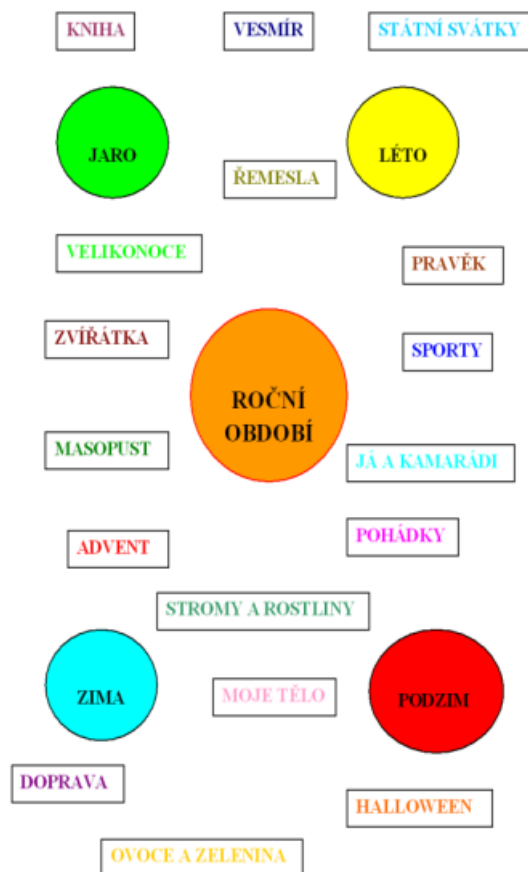 KNIHA
VESMÍR
STÁTNÍ SVÁTKY
JARO
LÉTO
ŘEMESLA
VELIKONOCE
PRAVĚK
ZVÍŘÁTKA
SPORTY
ROČNÍ
OBDOBÍ
MASOPUST
JÁ A KAMARÁDI
ADVENT
POHÁDKY
STROMY A ROSTLINY
ZIMA
MOJE TĚLO
PODZIM
DOPRAVA
HALLOWEEN
OVOCE A ZELENINA